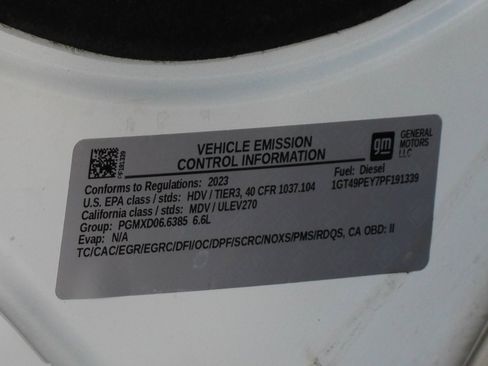 VEHICLE EMISSION
CONTROL INFORMATION
gm
GENERAL
MOTORS
LLC
PF191339
Conforms to Regulations: 2023
Fuel: Diesel
U.S. EPA class / stds: HDV / TIER3, 40 CFR 1037.104
1GT49PEY7PF191339
California class / stds: MDV / ULEV270
Group: PGMXD06.6385 6.6L
Evap: N/A
TC/CAC/EGR/EGRC/DFI/OC/DPF/SCRC/NOXS/PMS/RDQS, CA OBD: II